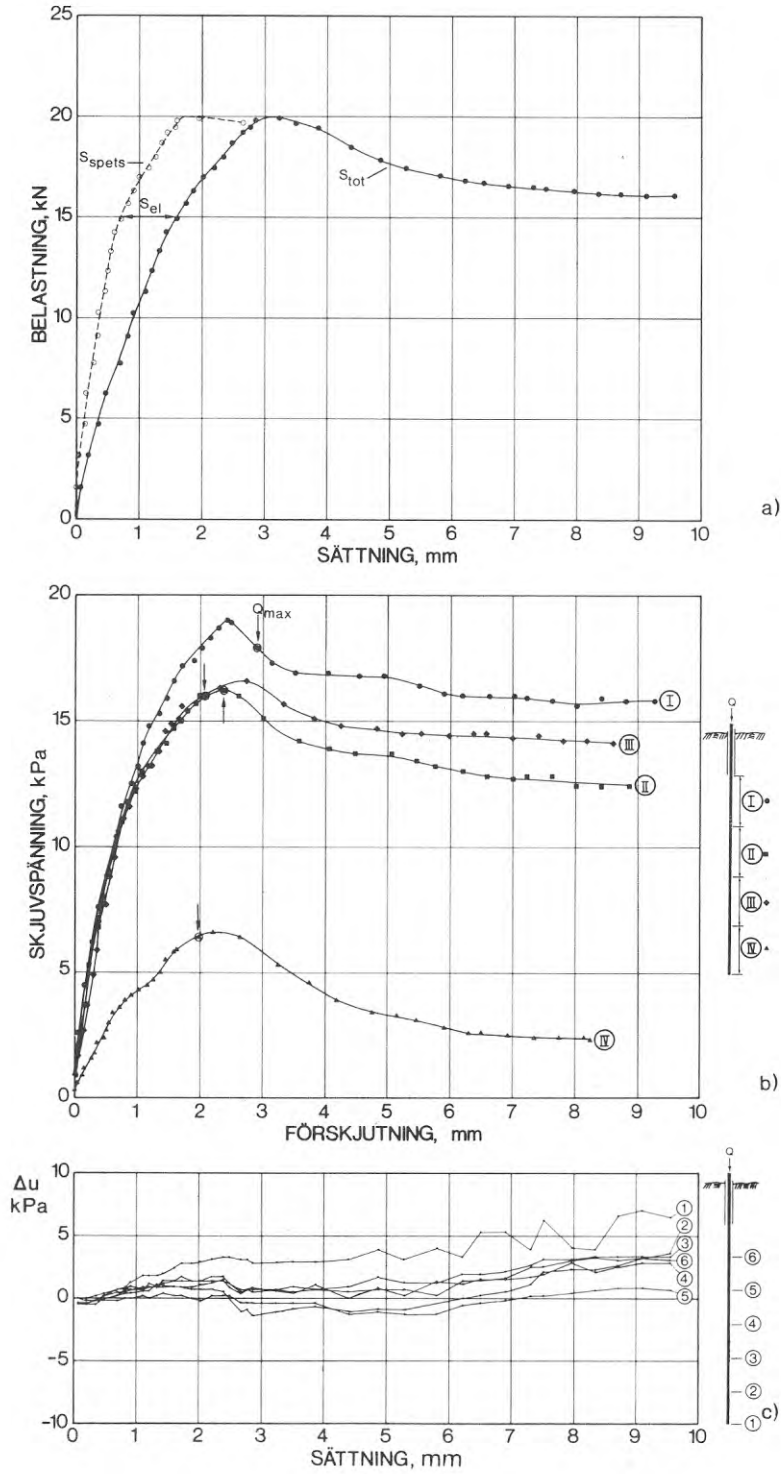 25
20
15
10
5
0
BELASTNING, kN
S_spets
S_el
S_tot
0 1 2 3 4 5 6 7 8 9 10
SÄTTNING, mm
a)
20
15
10
5
0
SKJUVSPÄNNING, kPa
Q_max
I
III
II
IV
0 1 2 3 4 5 6 7 8 9 10
FÖRSKJUTNING, mm
Q
I
II
III
IV
b)
Δu
kPa
10
5
0
-5
-10
1
2
3
6
4
5
0 1 2 3 4 5 6 7 8 9 10
SÄTTNING, mm
Q
6
5
4
3
2
1
c)